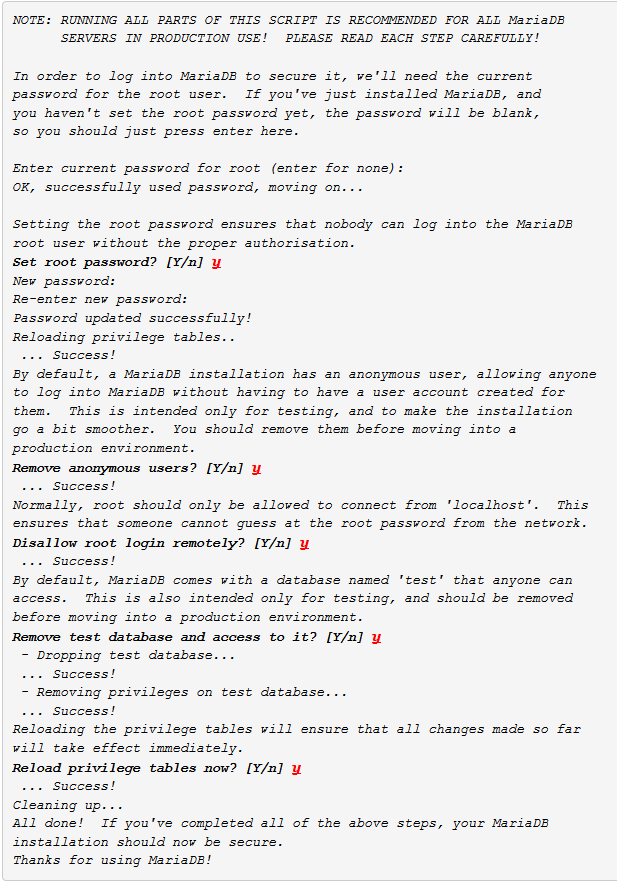 NOTE: RUNNING ALL PARTS OF THIS SCRIPT IS RECOMMENDED FOR ALL MariaDB
SERVERS IN PRODUCTION USE!  PLEASE READ EACH STEP CAREFULLY!
In order to log into MariaDB to secure it, we'll need the current
password for the root user.  If you've just installed MariaDB, and
you haven't set the root password yet, the password will be blank,
so you should just press enter here.
Enter current password for root (enter for none):
OK, successfully used password, moving on...
Setting the root password ensures that nobody can log into the MariaDB
root user without the proper authorisation.
Set root password? [Y/n] y
New password:
Re-enter new password:
Password updated successfully!
Reloading privilege tables..
... Success!
By default, a MariaDB installation has an anonymous user, allowing anyone
to log into MariaDB without having to have a user account created for
them.  This is intended only for testing, and to make the installation
go a bit smoother.  You should remove them before moving into a
production environment.
Remove anonymous users? [Y/n] y
... Success!
Normally, root should only be allowed to connect from 'localhost'.  This
ensures that someone cannot guess at the root password from the network.
Disallow root login remotely? [Y/n] y
... Success!
By default, MariaDB comes with a database named 'test' that anyone can
access.  This is also intended only for testing, and should be removed
before moving into a production environment.
Remove test database and access to it? [Y/n] y
- Dropping test database...
... Success!
- Removing privileges on test database...
... Success!
Reloading the privilege tables will ensure that all changes made so far
will take effect immediately.
Reload privilege tables now? [Y/n] y
... Success!
Cleaning up...
All done!  If you've completed all of the above steps, your MariaDB
installation should now be secure.
Thanks for using MariaDB!